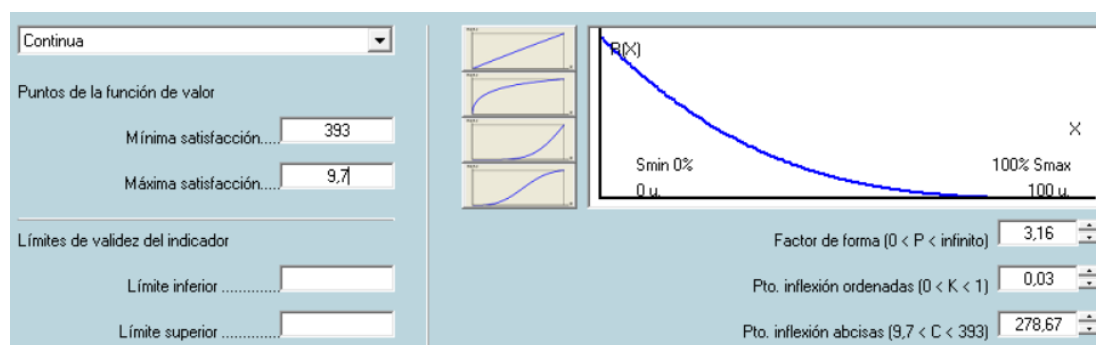 Continua
Puntos de la función de valor
Mínima satisfacción..... 393
Máxima satisfacción..... 9,7
Límites de validez del indicador
Límite inferior .............
Límite superior .............
R(X)
X
Smin 0%
100% Smax
0 u.
100 u.
Factor de forma (0 < P < infinito) 3,16
Pto. inflexión ordenadas (0 < K < 1) 0,03
Pto. inflexión abcisas (9,7 < C < 393) 278,67